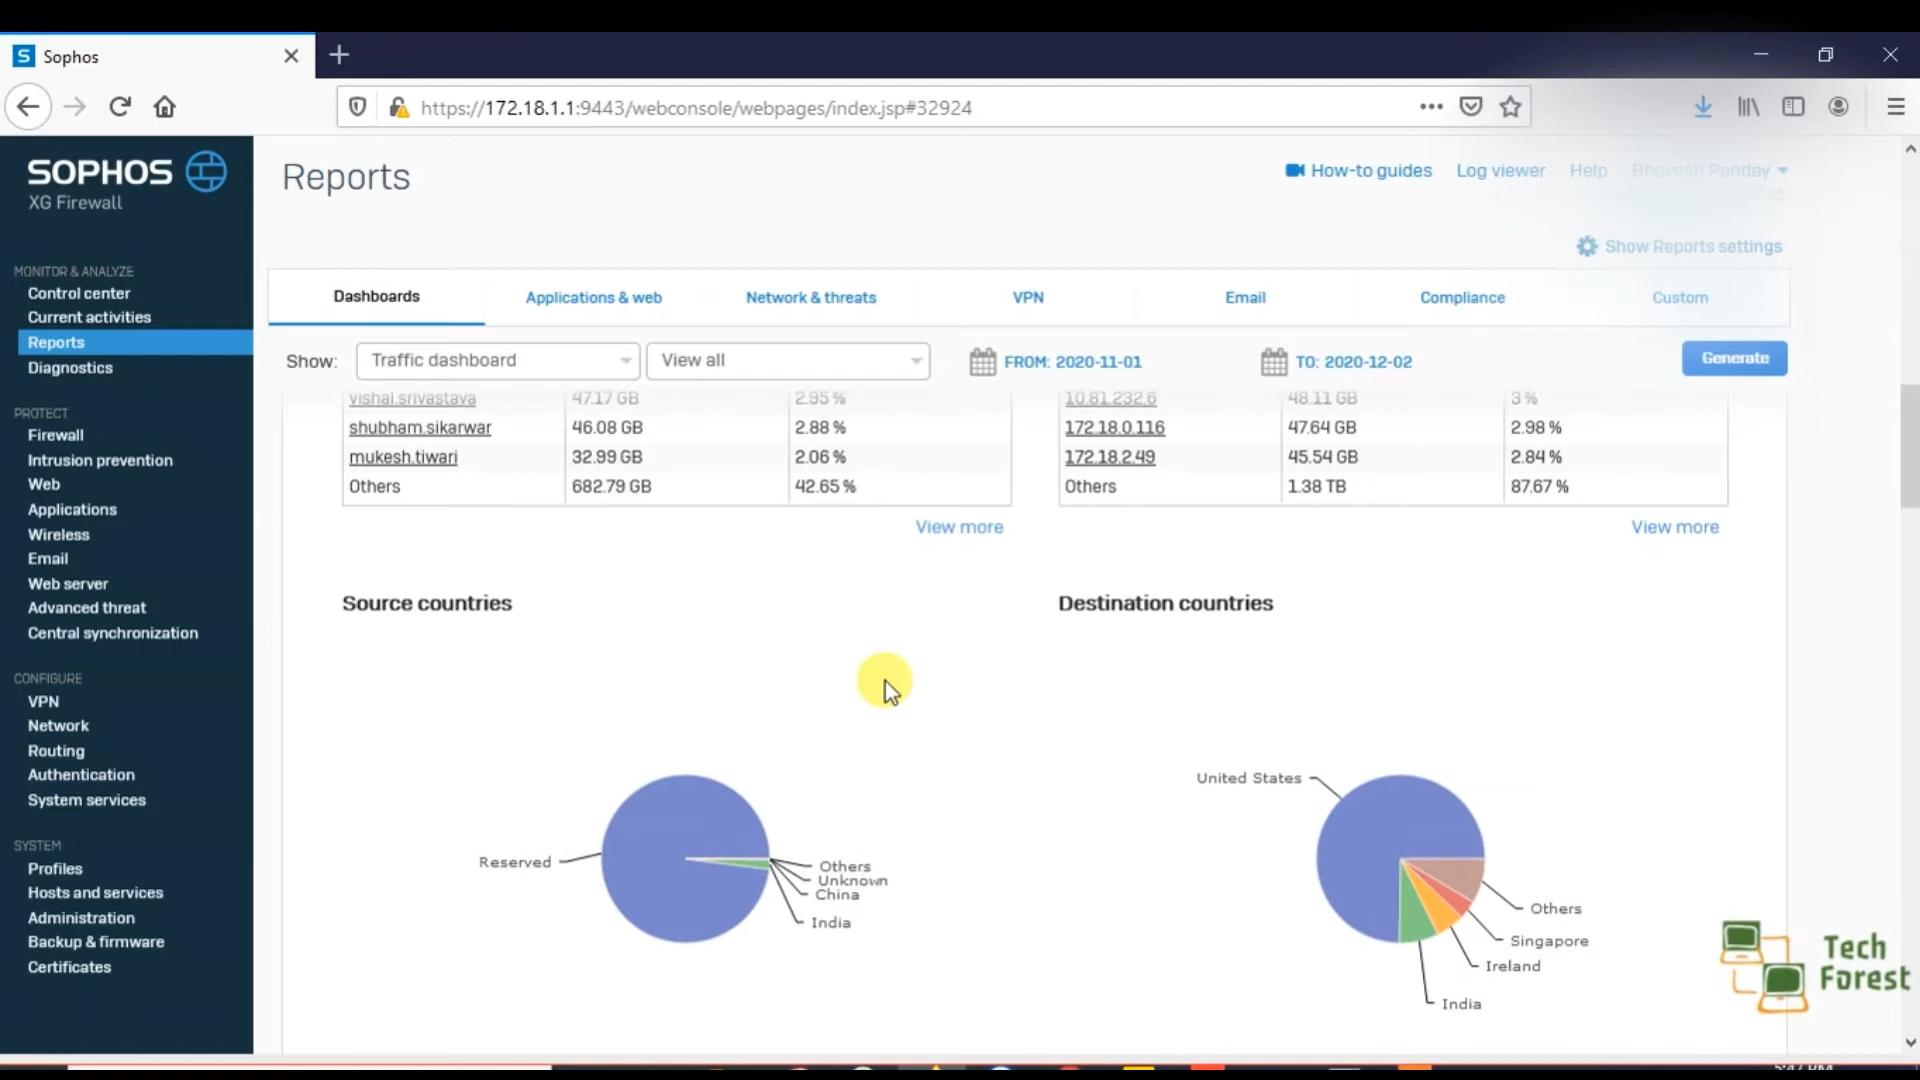 Sophos
https://172.18.1.1:9443/webconsole/webpages/index.jsp#32924
SOPHOS
XG Firewall
MONITOR & ANALYZE
Control center
Current activities
Reports
Diagnostics
PROTECT
Firewall
Intrusion prevention
Web
Applications
Wireless
Email
Web server
Advanced threat
Central synchronization
CONFIGURE
VPN
Network
Routing
Authentication
System services
SYSTEM
Profiles
Hosts and services
Administration
Backup & firmware
Certificates
Reports
How-to guides Log viewer Help Bhavesh Pandey
Show Reports settings
Dashboards Applications & web Network & threats VPN Email Compliance Custom
Show: Traffic dashboard View all FROM: 2020-11-01 TO: 2020-12-02 Generate
vishal.srivastava 47.17 GB 2.95 %
shubham.sikarwar 46.08 GB 2.88 %
mukesh.tiwari 32.99 GB 2.06 %
Others 682.79 GB 42.65 %
View more
10.81.232.6 48.11 GB 3 %
172.18.0.116 47.64 GB 2.98 %
172.18.2.49 45.54 GB 2.84 %
Others 1.38 TB 87.67 %
View more
Source countries
Reserved
Others
Unknown
China
India
Destination countries
United States
Others
Singapore
Ireland
India
Tech
Forest